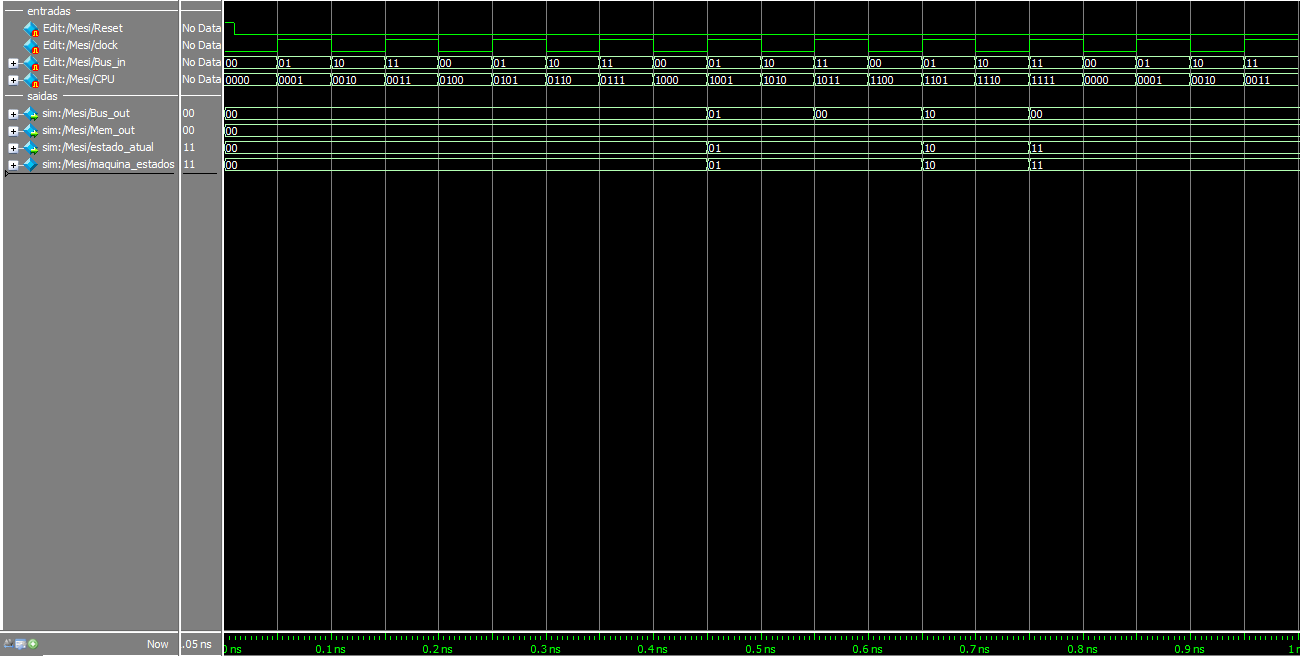 entradas
Edit:/Mesi/Reset No Data
Edit:/Mesi/clock No Data
Edit:/Mesi/Bus_in No Data 00 01 10 11 00 01 10 11 00 01 10 11 00 01 10 11 00 01 10 11
Edit:/Mesi/CPU No Data 0000 0001 0010 0011 0100 0101 0110 0111 1000 1001 1010 1011 1100 1101 1110 1111 0000 0001 0010 0011
saidas
sim:/Mesi/Bus_out 00 00 01 00 10 00
sim:/Mesi/Mem_out 00 00
sim:/Mesi/estado_atual 11 00 01 10 11
sim:/Mesi/maquina_estados 11 00 01 10 11
Now .05 ns ns 0.1 ns 0.2 ns 0.3 ns 0.4 ns 0.5 ns 0.6 ns 0.7 ns 0.8 ns 0.9 ns 1